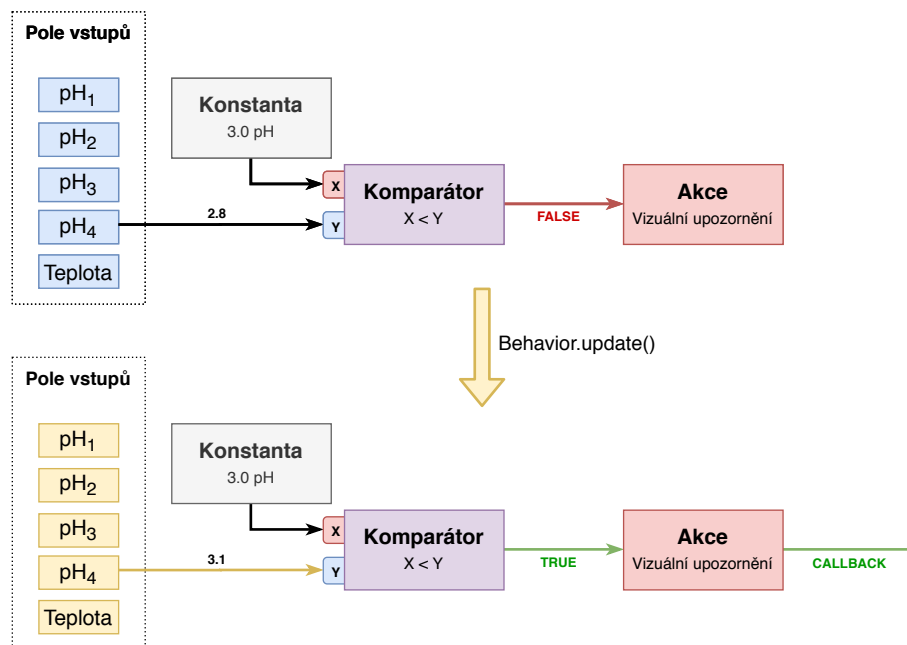 Pole vstupů
pH1
pH2
pH3
pH4
Teplota
Konstanta
3.0 pH
2.8
X
Y
Komparátor
X < Y
FALSE
Akce
Vizuální upozornění
Behavior.update()
Pole vstupů
pH1
pH2
pH3
pH4
Teplota
Konstanta
3.0 pH
3.1
X
Y
Komparátor
X < Y
TRUE
Akce
Vizuální upozornění
CALLBACK